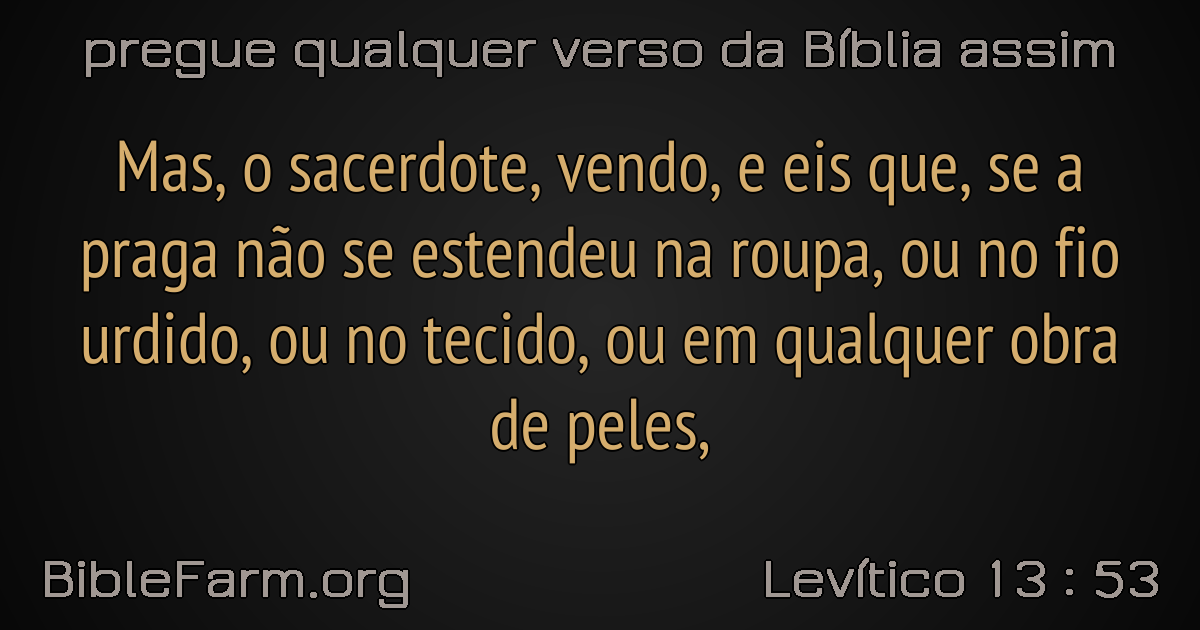 pregue qualquer verso da Bíblia assim
Mas, o sacerdote, vendo, e eis que, se a
praga não se estendeu na roupa, ou no fio
urdido, ou no tecido, ou em qualquer obra
de peles,
BibleFarm.org
Levítico 13 : 53